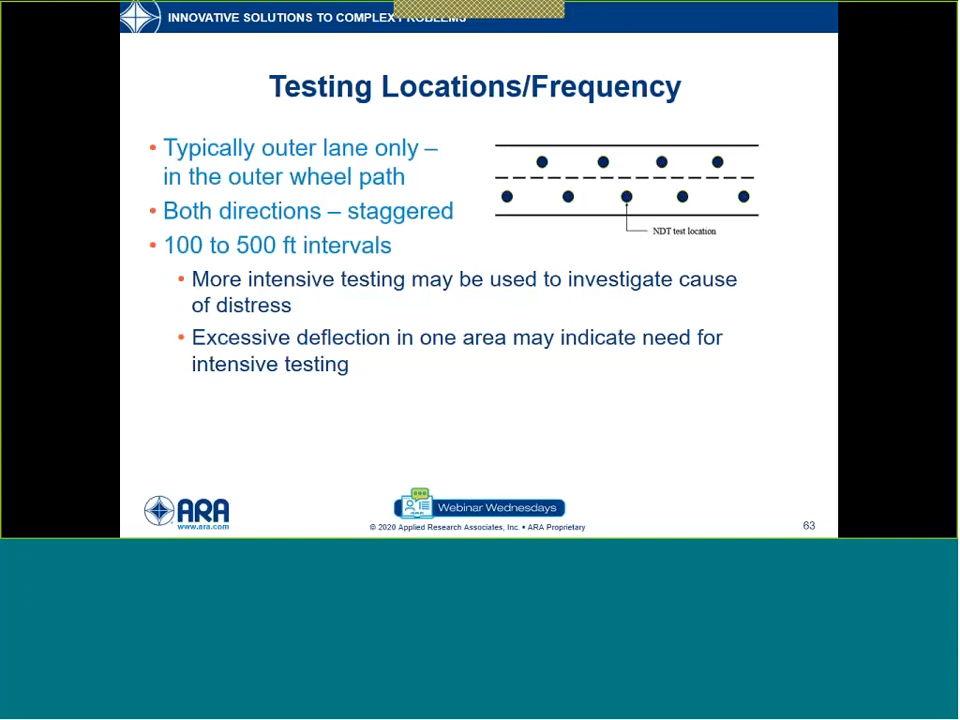 INNOVATIVE SOLUTIONS TO COMPLEX PROBLEMS
Testing Locations/Frequency
• Typically outer lane only –
in the outer wheel path
• Both directions – staggered
• 100 to 500 ft intervals
• More intensive testing may be used to investigate cause
of distress
• Excessive deflection in one area may indicate need for
intensive testing
NDT test location
ARA
www.ara.com
Webinar Wednesdays
© 2020 Applied Research Associates, Inc. • ARA Proprietary
63